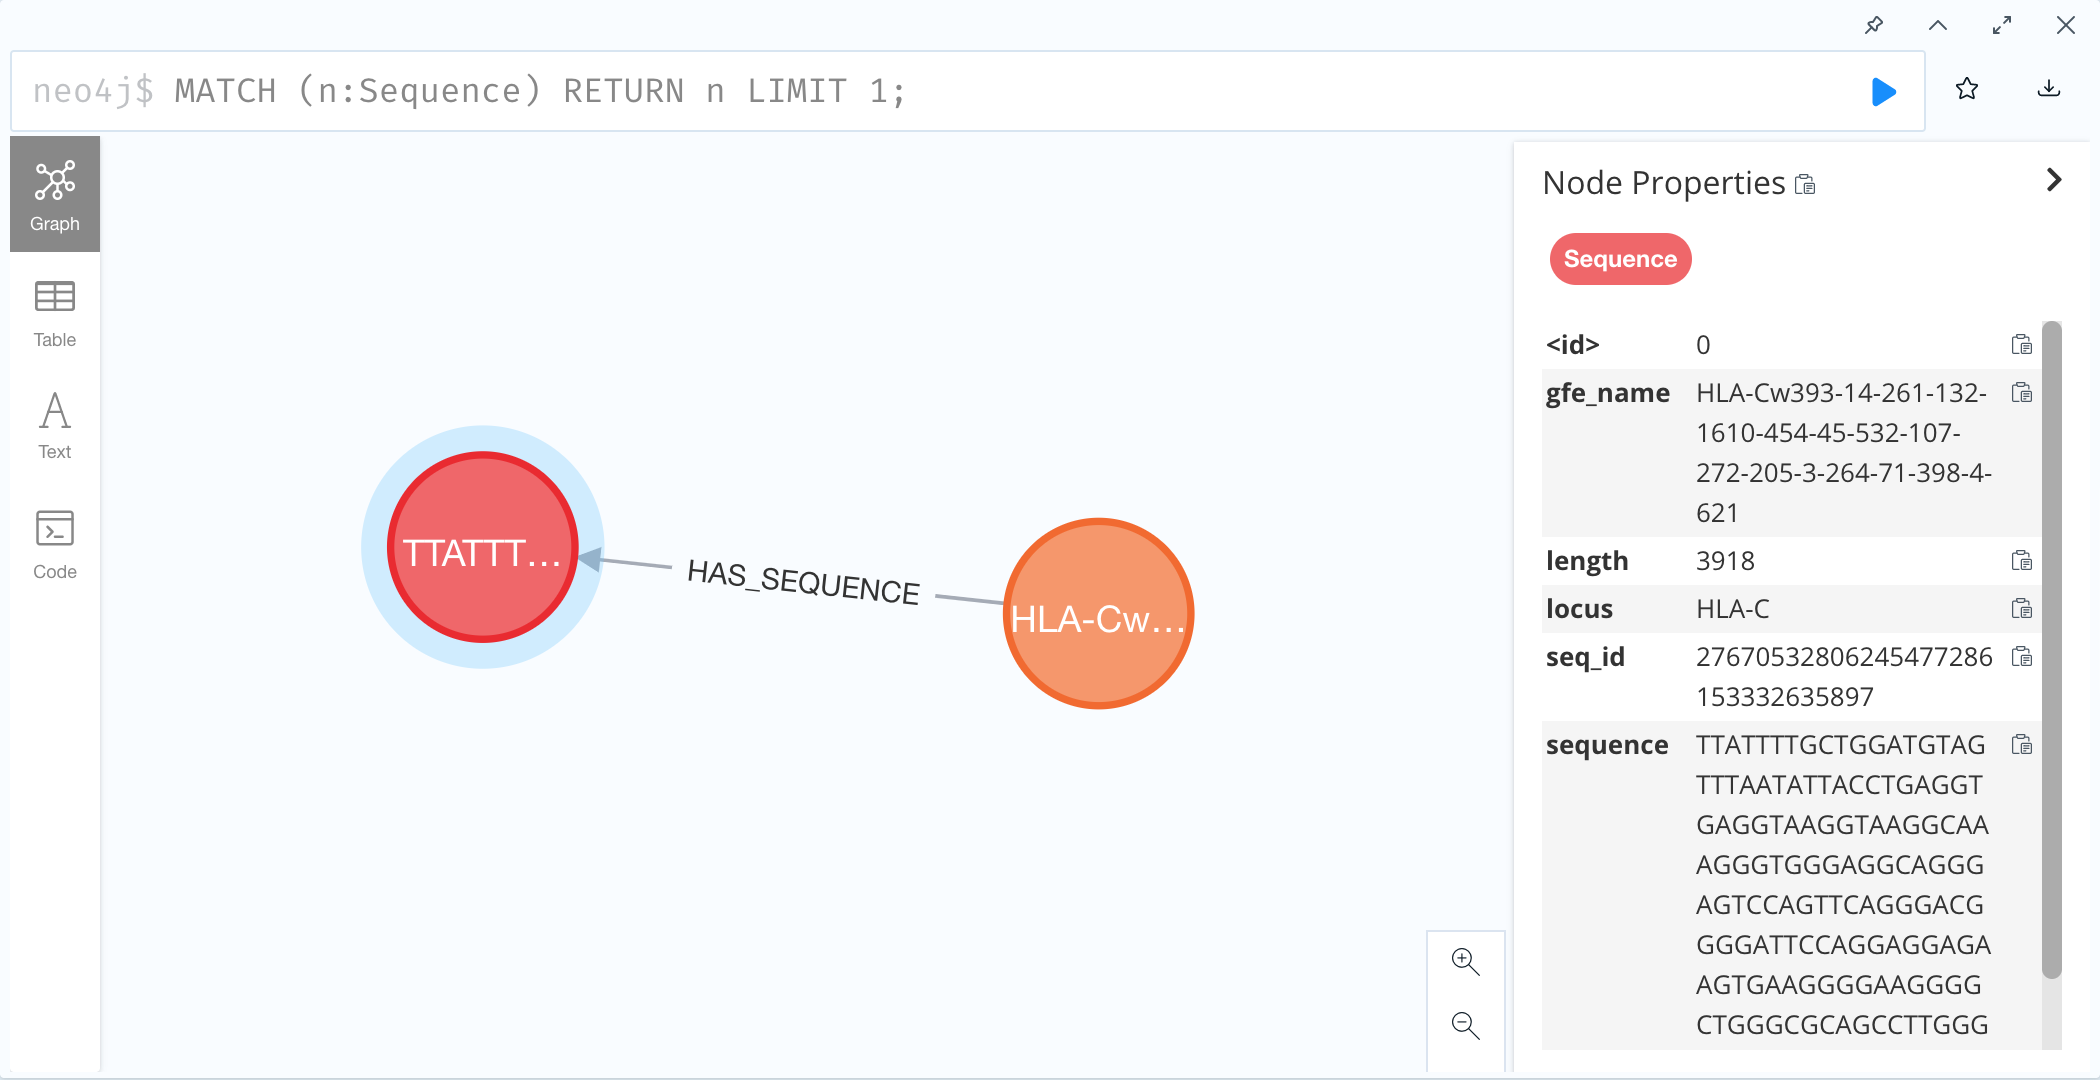 neo4j$ MATCH (n:Sequence) RETURN n LIMIT 1;
Graph
Table
Text
Code
TTATTT...
HAS_SEQUENCE
HLA-Cw...
Node Properties
Sequence
<id> 0
gfe_name HLA-Cw393-14-261-132-
1610-454-45-532-107-
272-205-3-264-71-398-4-
621
length 3918
locus HLA-C
seq_id 27670532806245477286
153332635897
sequence TTATTTTGCTGGATGTAG
TTTAATATTACCTGAGGT
GAGGTAAGGTAAGGCAA
AGGGTGGGAGGCAGGG
AGTCCAGTTCAGGGACG
GGGATTCCAGGAGGAGA
AGTGAAGGGGAAGGGG
CTGGGCGCAGCCTTGGG